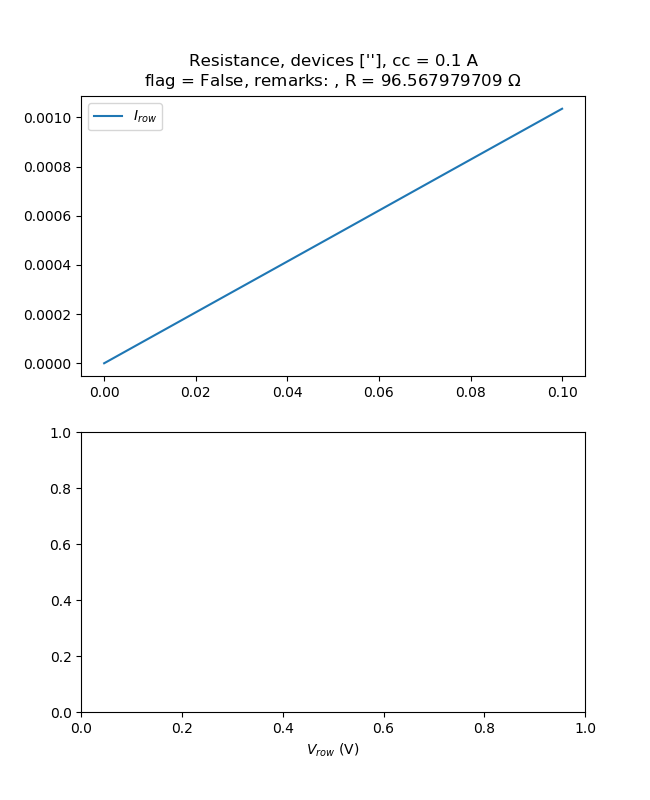 Resistance, devices [''], cc = 0.1 A
flag = False, remarks: , R = 96.567979709 Ω
I_row
0.0010
0.0008
0.0006
0.0004
0.0002
0.0000
0.00 0.02 0.04 0.06 0.08 0.10
1.0
0.8
0.6
0.4
0.2
0.0
0.0 0.2 0.4 0.6 0.8 1.0
V_row (V)